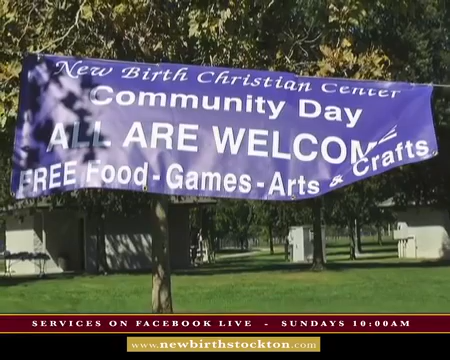 New Birth Christian Center
Community Day
ALL ARE WELCOME
FREE Food - Games - Arts & Crafts
SERVICES ON FACEBOOK LIVE - SUNDAYS 10:00AM
www.newbirthstockton.com